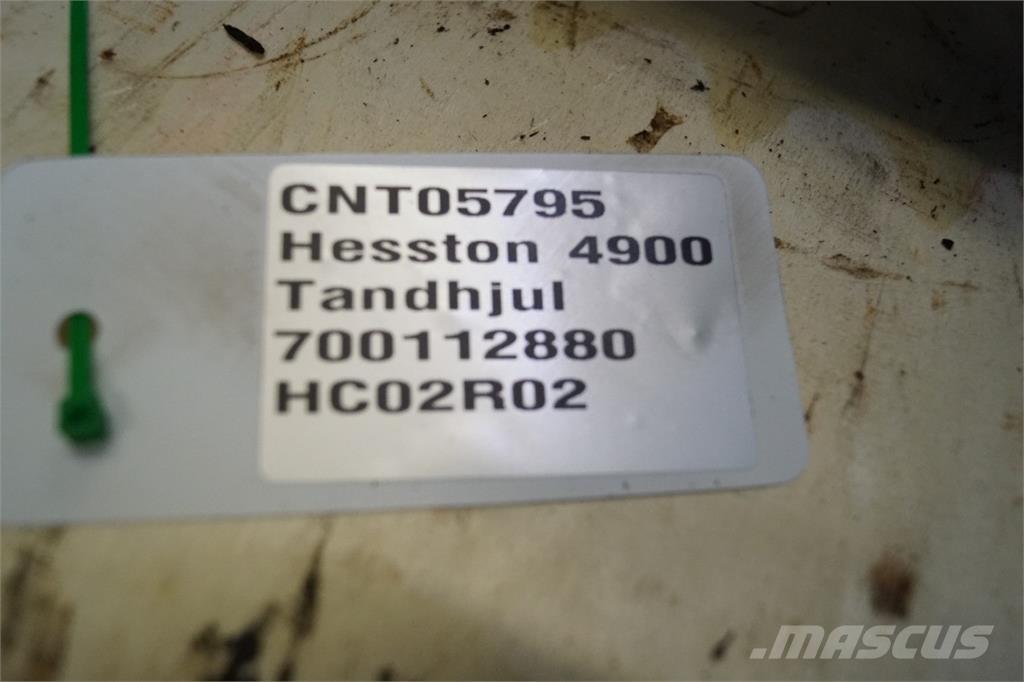 CNT05795
Hesston 4900
Tandhjul
700112880
HC02R02
MASCUS